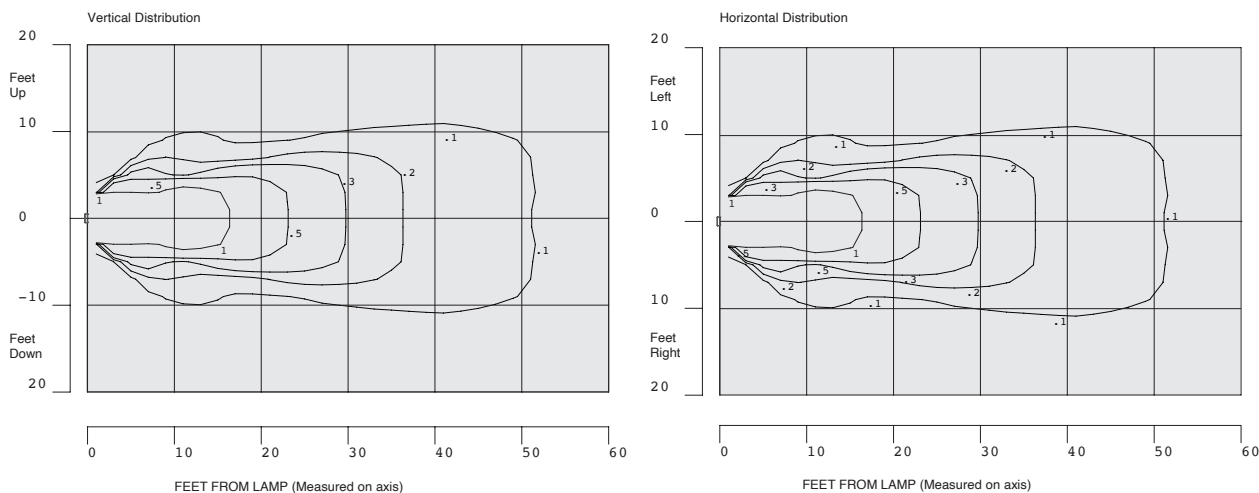 Vertical Distribution
20
Feet
Up
10
0
−10
Feet
Down
20
.1
.2
.3
.5
1
.5
1
.1
0 10 20 30 40 50 60
FEET FROM LAMP (Measured on axis)
Horizontal Distribution
20
Feet
Left
10
0
10
Feet
Right
20
.1
.1
.2
.2
.3
.3
.5
1
.1
1
.5
.5
.3
.2
.2
.1
.1
0 10 20 30 40 50 60
FEET FROM LAMP (Measured on axis)